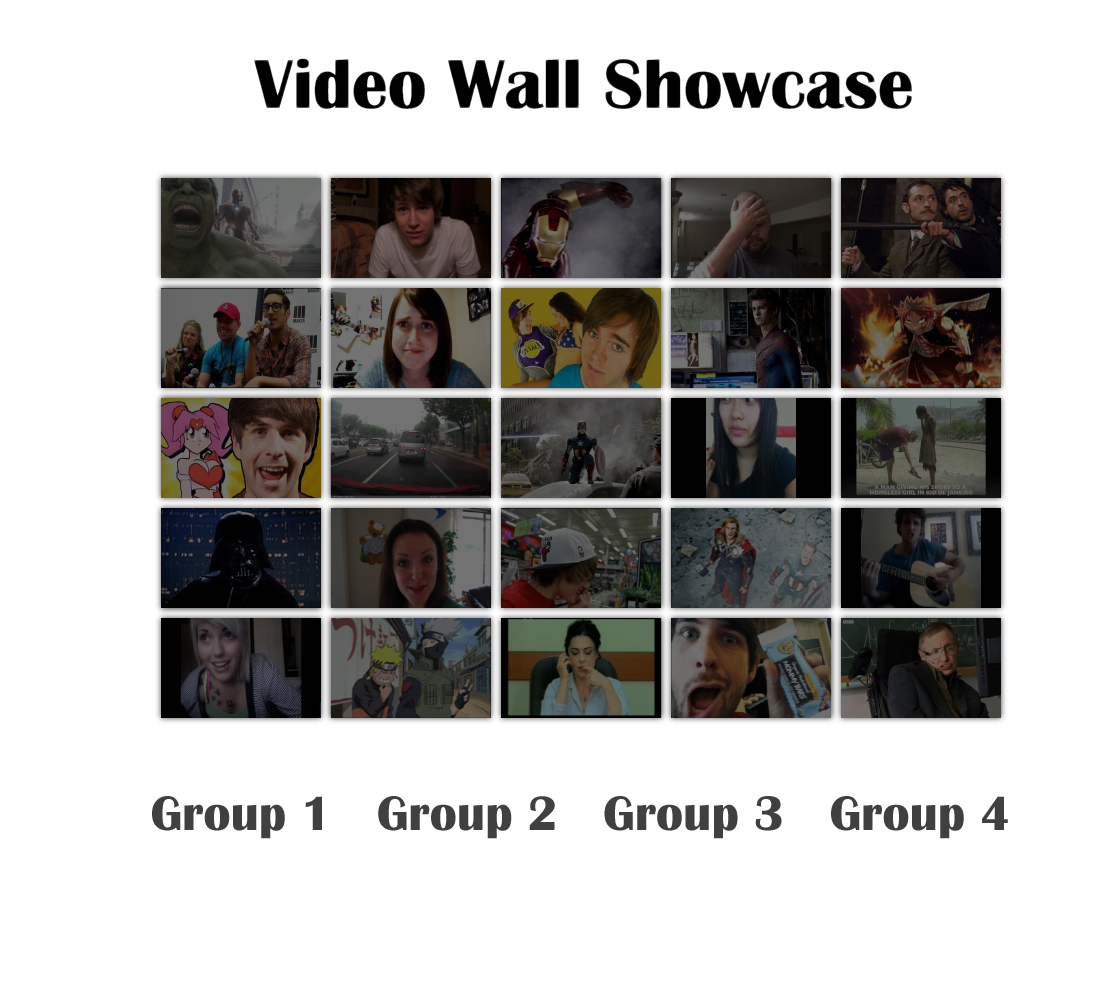 Video Wall Showcase
A MAN GIVING HIS SHOES TO A
HOMELESS GIRL IN RIO DE JANEIRO
Group 1 Group 2 Group 3 Group 4